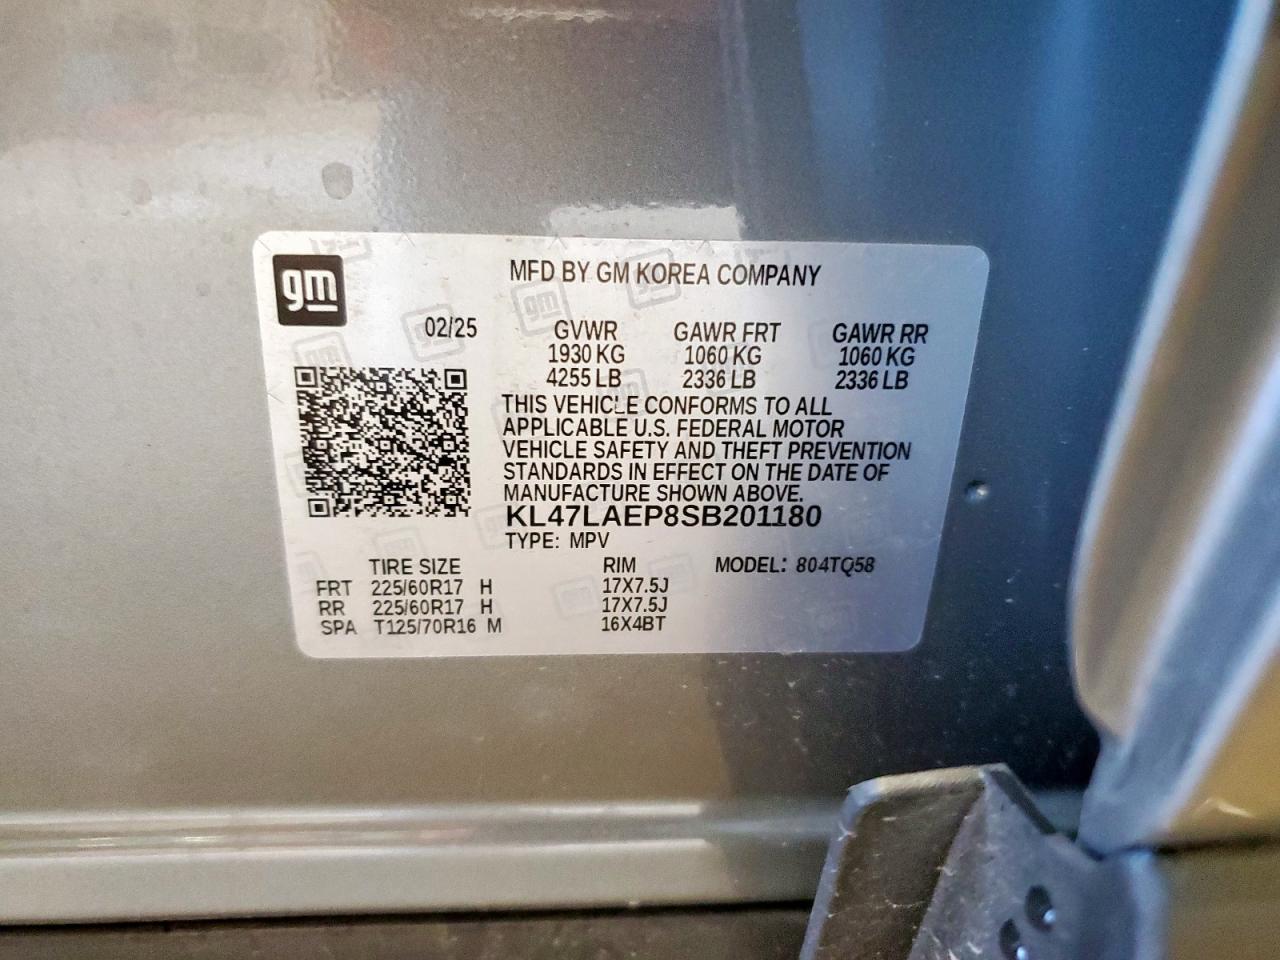 gm
MFD BY GM KOREA COMPANY
02/25
GVWR GAWR FRT GAWR RR
1930 KG 1060 KG 1060 KG
4255 LB 2336 LB 2336 LB
THIS VEHICLE CONFORMS TO ALL
APPLICABLE U.S. FEDERAL MOTOR
VEHICLE SAFETY AND THEFT PREVENTION
STANDARDS IN EFFECT ON THE DATE OF
MANUFACTURE SHOWN ABOVE.
KL47LAEP8SB201180
TYPE: MPV
TIRE SIZE RIM MODEL: 804TQ58
FRT 225/60R17 H 17X7.5J
RR 225/60R17 H 17X7.5J
SPA T125/70R16 M 16X4BT